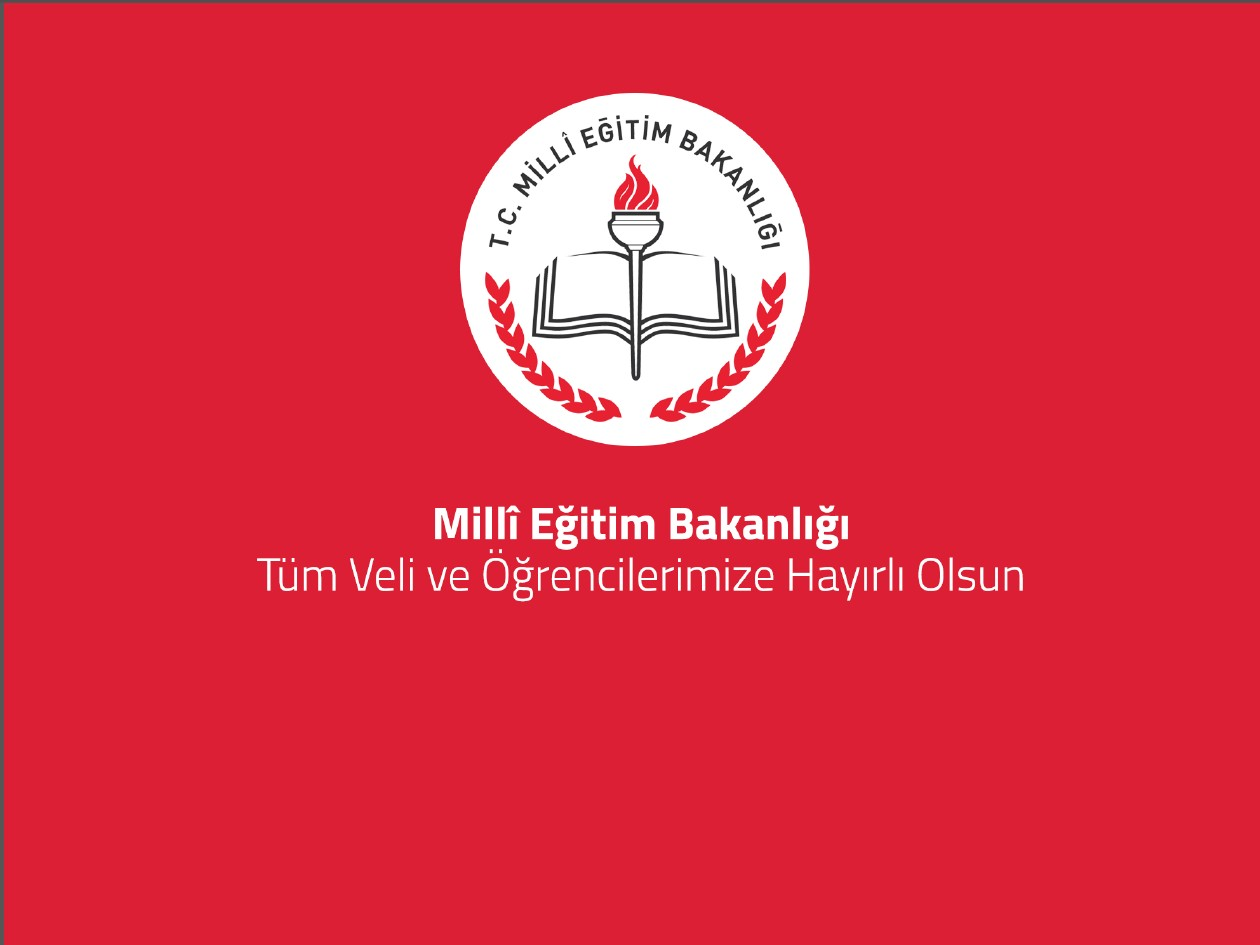 T.C. MİLLÎ EĞİTİM BAKANLIĞI
Millî Eğitim Bakanlığı
Tüm Veli ve Öğrencilerimize Hayırlı Olsun